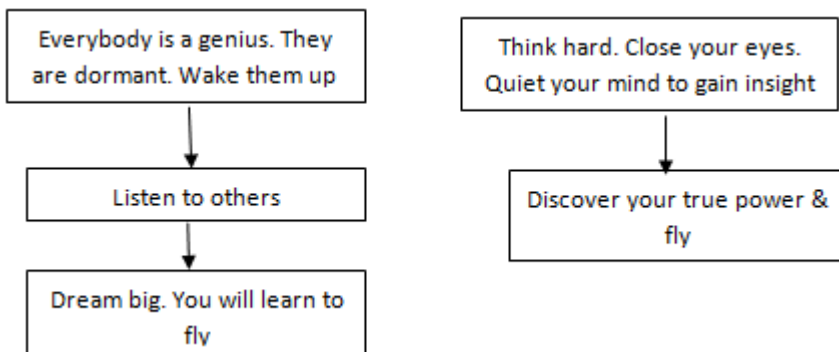 Everybody is a genius. They
are dormant. Wake them up
Listen to others
Dream big. You will learn to
fly
Think hard. Close your eyes.
Quiet your mind to gain insight
Discover your true power &
fly